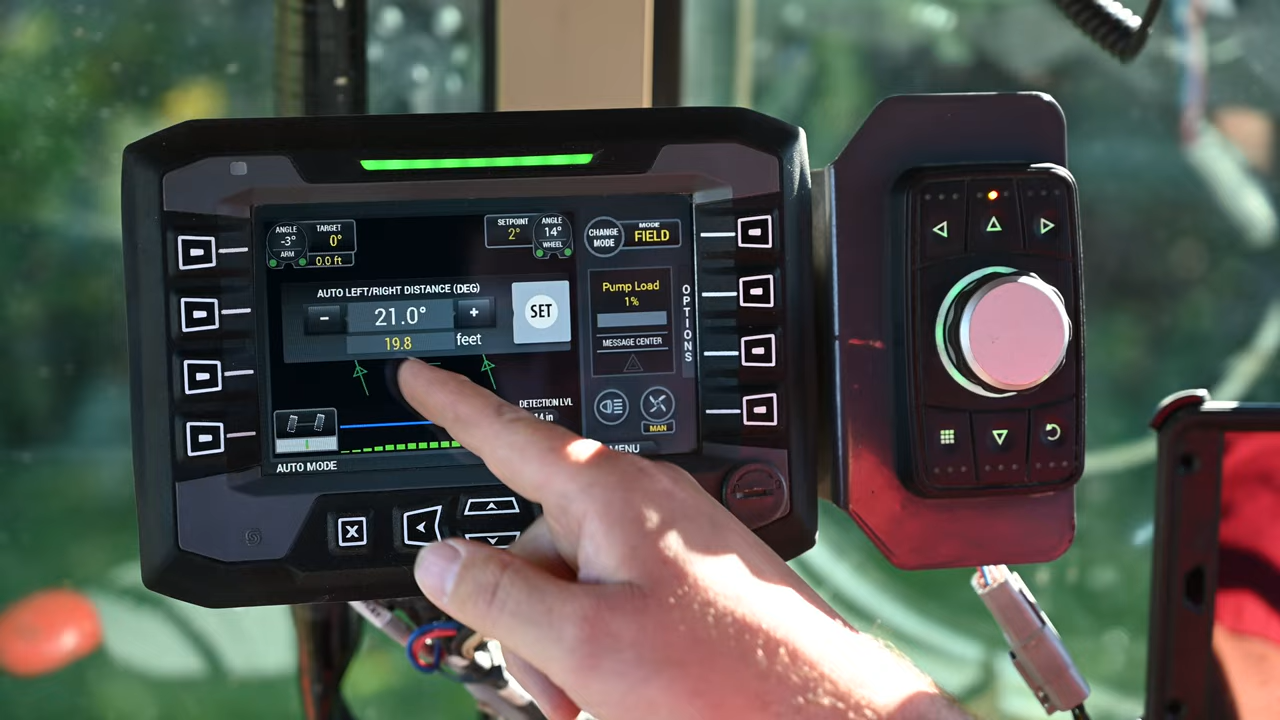 ANGLE
-3°
ARM
TARGET
0°
0.0 ft
SETPOINT
2°
ANGLE
14°
WHEEL
CHANGE
MODE
MODE
FIELD
AUTO LEFT/RIGHT DISTANCE (DEG)
-
21.0°
+
19.8
feet
SET
Pump Load
1%
MESSAGE CENTER
OPTIONS
DETECTION LVL
14 in
MAN
MENU
AUTO MODE
X